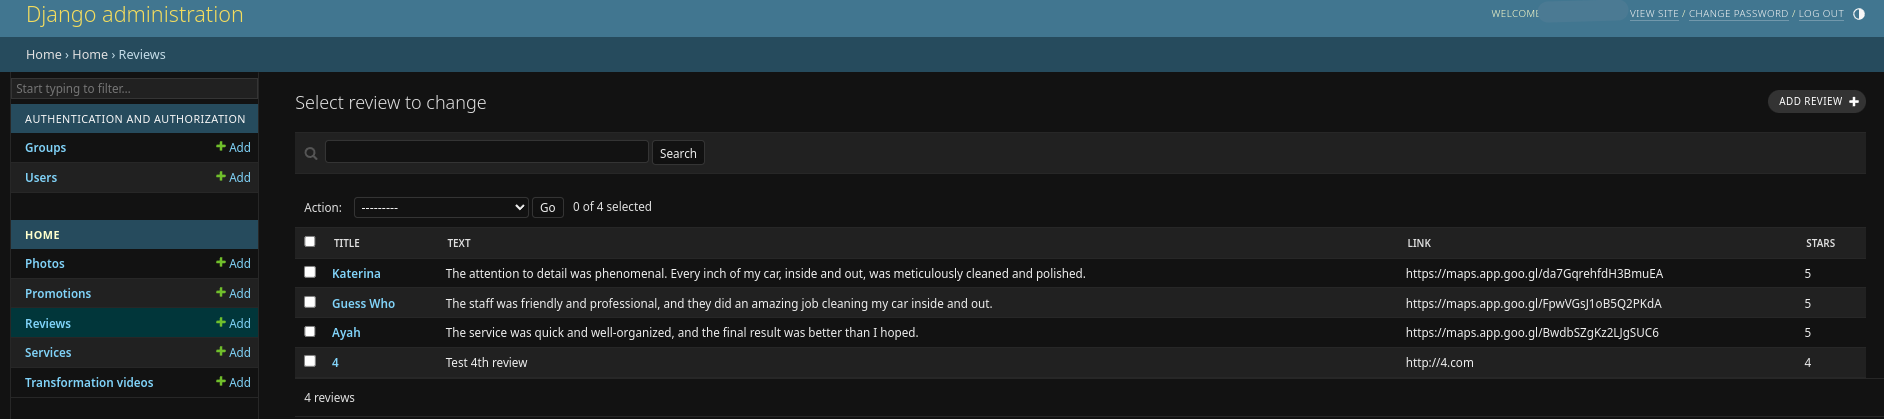 Django administration
WELCOME VIEW SITE / CHANGE PASSWORD / LOG OUT
Home › Home › Reviews
Start typing to filter...
AUTHENTICATION AND AUTHORIZATION
Groups Add
Users Add
HOME
Photos Add
Promotions Add
Reviews Add
Services Add
Transformation videos Add
Select review to change
ADD REVIEW
Search
Action: --------- Go 0 of 4 selected
TITLE TEXT LINK STARS
Katerina The attention to detail was phenomenal. Every inch of my car, inside and out, was meticulously cleaned and polished. https://maps.app.goo.gl/da7GqrehfdH3BmuEA 5
Guess Who The staff was friendly and professional, and they did an amazing job cleaning my car inside and out. https://maps.app.goo.gl/FpwVGsJ1oB5Q2PKdA 5
Ayah The service was quick and well-organized, and the final result was better than I hoped. https://maps.app.goo.gl/BwdbSZgKz2LJgSUC6 5
4 Test 4th review http://4.com 4
4 reviews